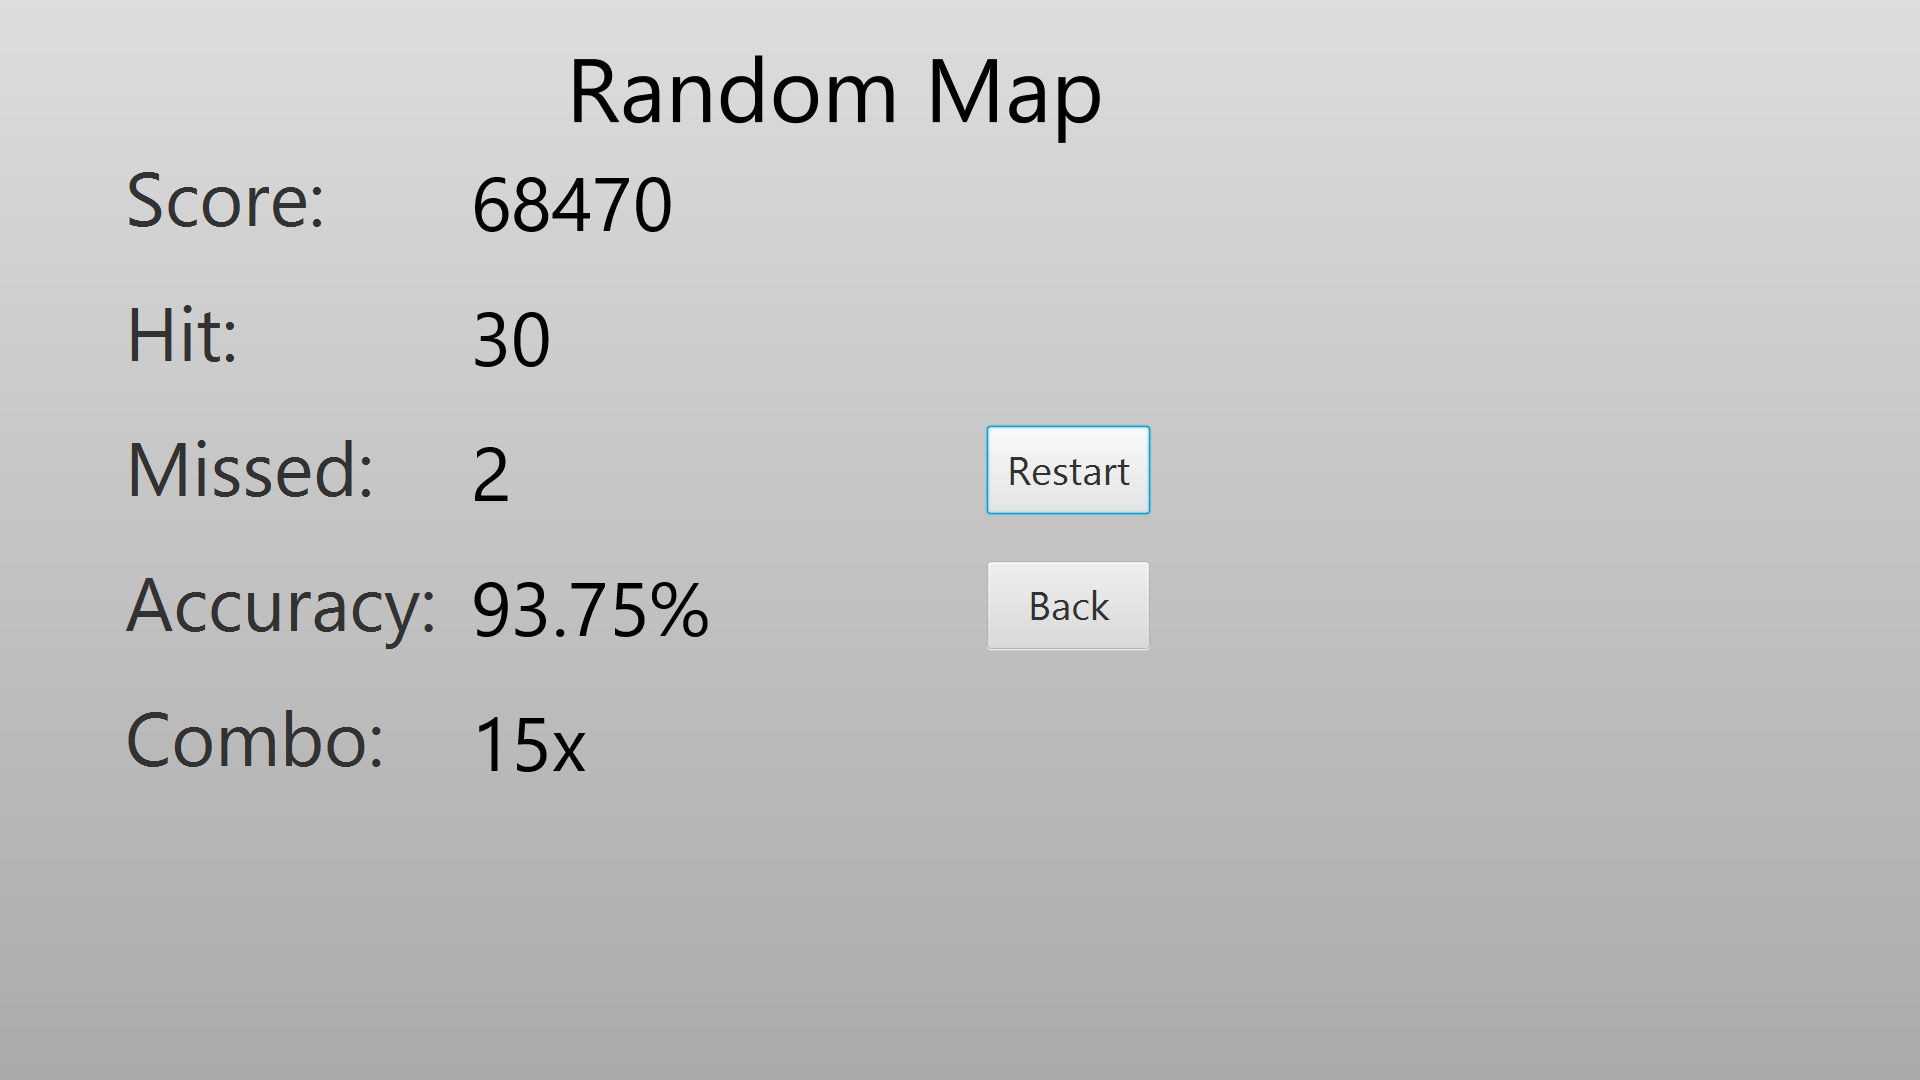 Random Map
Score: 68470
Hit: 30
Missed: 2
Restart
Accuracy: 93.75%
Back
Combo: 15x